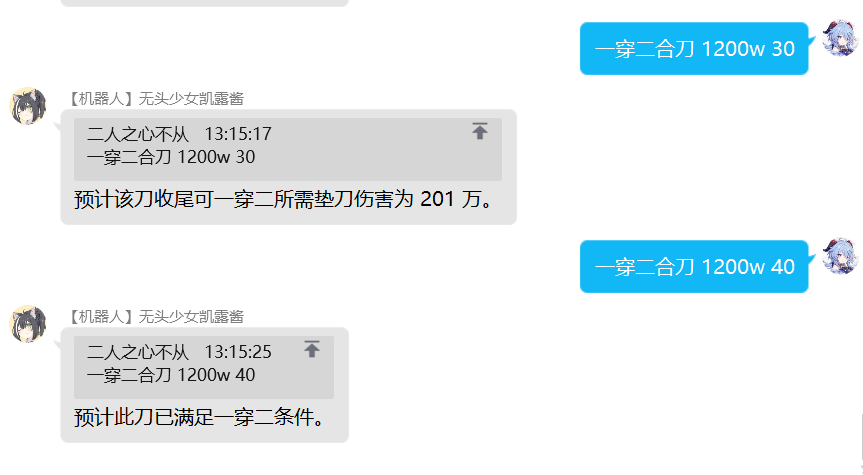 一穿二合刀 1200w 30
【机器人】无头少女凯露酱
二人之心不从 13:15:17
一穿二合刀 1200w 30
预计该刀收尾可一穿二所需垫刀伤害为 201 万。
一穿二合刀 1200w 40
【机器人】无头少女凯露酱
二人之心不从 13:15:25
一穿二合刀 1200w 40
预计此刀已满足一穿二条件。